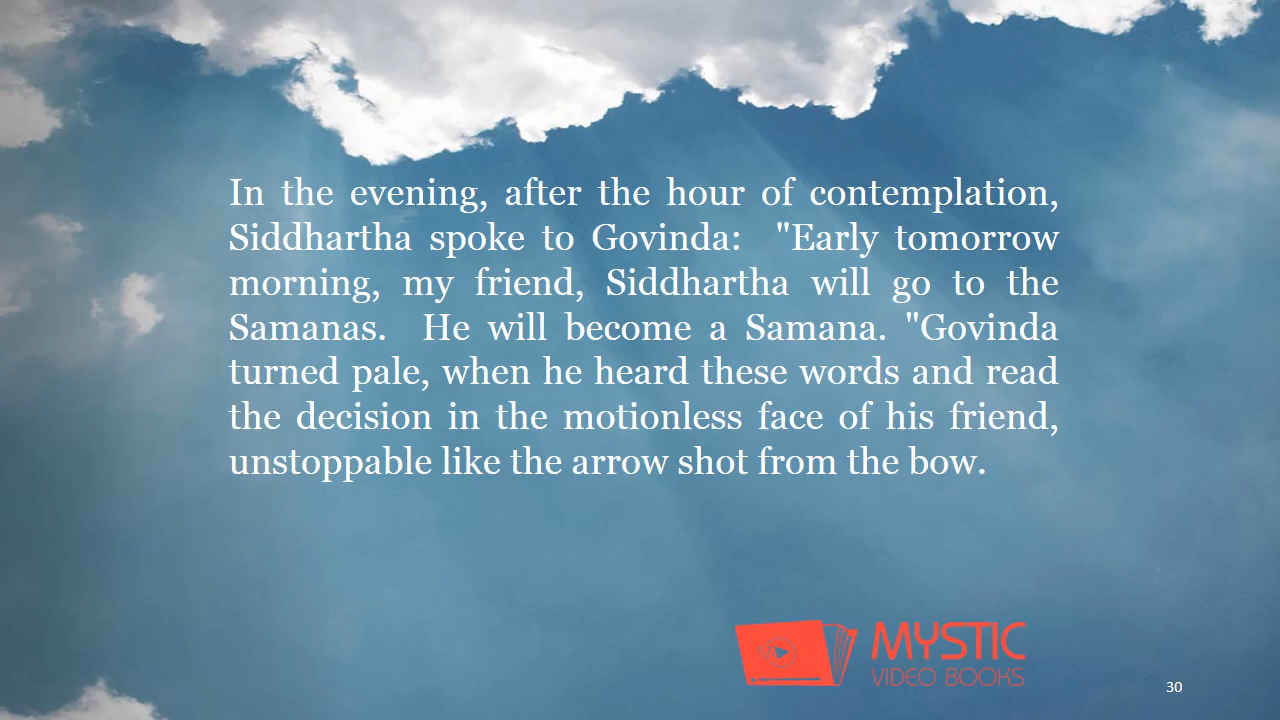 In the evening, after the hour of contemplation,
Siddhartha spoke to Govinda:  "Early tomorrow
morning, my friend, Siddhartha will go to the
Samanas.  He will become a Samana. "Govinda
turned pale, when he heard these words and read
the decision in the motionless face of his friend,
unstoppable like the arrow shot from the bow.
MYSTIC
VIDEO BOOKS
30